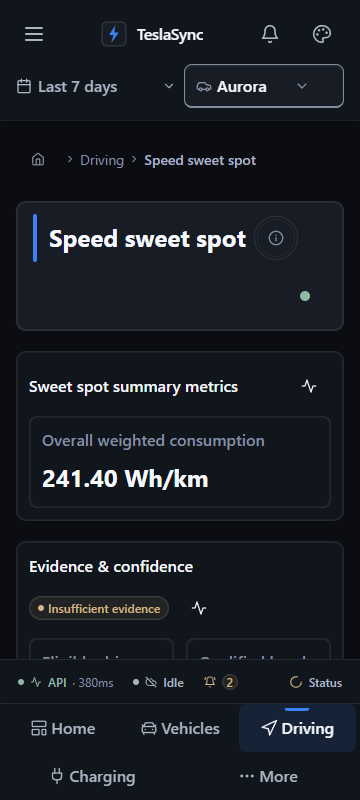 TeslaSync
Last 7 days
Aurora
Driving
Speed sweet spot
Speed sweet spot
Sweet spot summary metrics
Overall weighted consumption
241.40 Wh/km
Evidence & confidence
Insufficient evidence
API · 380ms
Idle
2
Status
Home
Vehicles
Driving
Charging
More